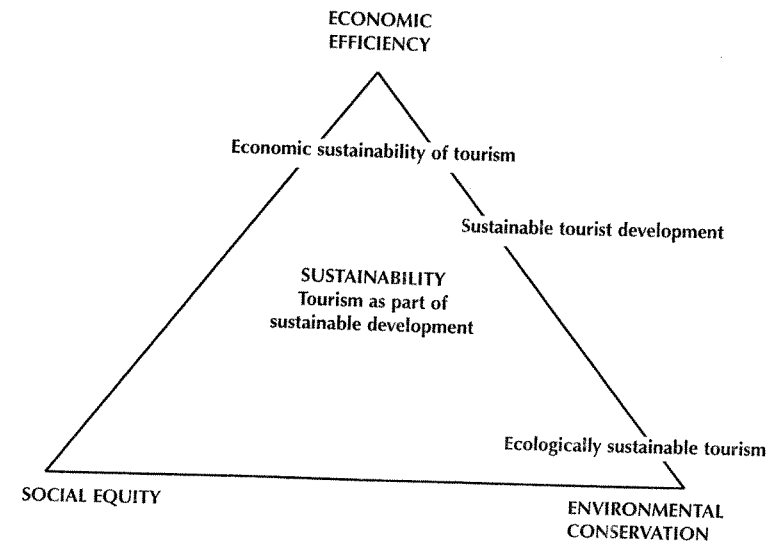 ECONOMIC
EFFICIENCY
Economic sustainability of tourism
Sustainable tourist development
SUSTAINABILITY
Tourism as part of
sustainable development
Ecologically sustainable tourism
SOCIAL EQUITY
ENVIRONMENTAL
CONSERVATION